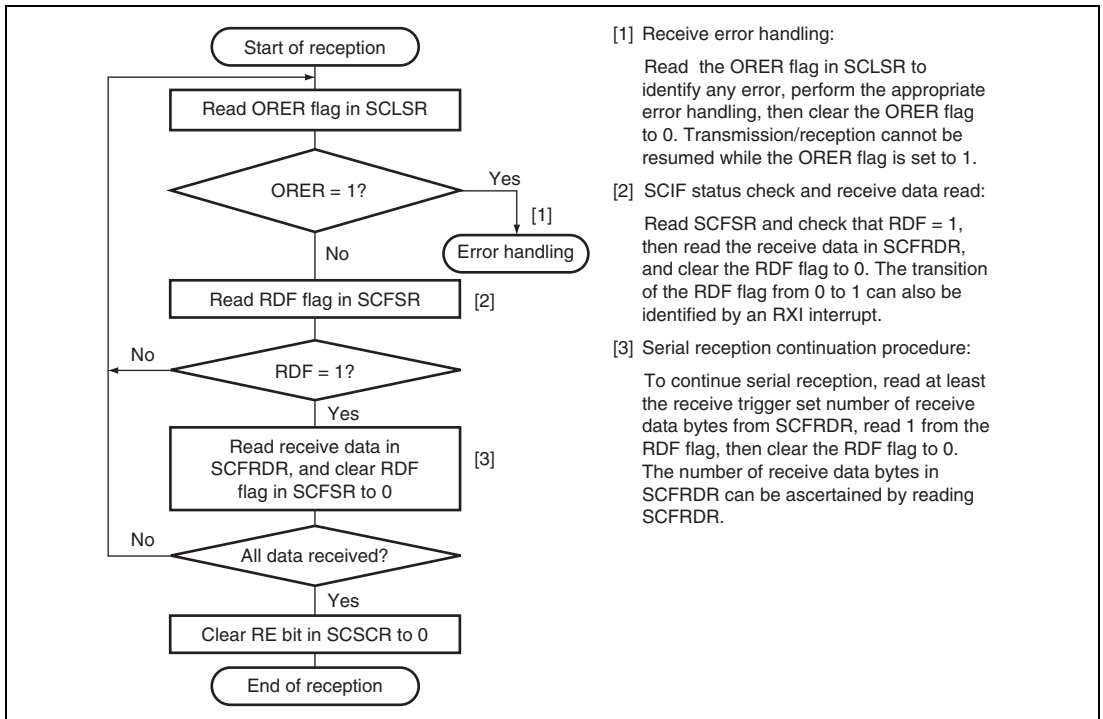 Start of reception
Read ORER flag in SCLSR
ORER = 1?
Yes
[1]
Error handling
No
Read RDF flag in SCFSR
[2]
No
RDF = 1?
Yes
Read receive data in
SCFRDR, and clear RDF
flag in SCFSR to 0
[3]
No
All data received?
Yes
Clear RE bit in SCSCR to 0
End of reception
[1] Receive error handling:
Read the ORER flag in SCLSR to
identify any error, perform the appropriate
error handling, then clear the ORER flag
to 0. Transmission/reception cannot be
resumed while the ORER flag is set to 1.
[2] SCIF status check and receive data read:
Read SCFSR and check that RDF = 1,
then read the receive data in SCFRDR,
and clear the RDF flag to 0. The transition
of the RDF flag from 0 to 1 can also be
identified by an RXI interrupt.
[3] Serial reception continuation procedure:
To continue serial reception, read at least
the receive trigger set number of receive
data bytes from SCFRDR, read 1 from the
RDF flag, then clear the RDF flag to 0.
The number of receive data bytes in
SCFRDR can be ascertained by reading
SCFRDR.